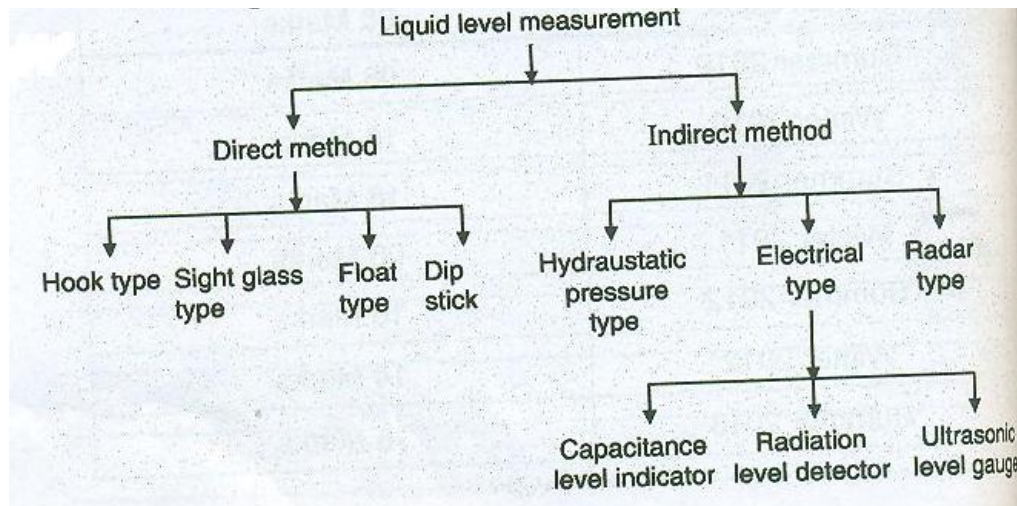 Liquid level measurement
Direct method
Indirect method
Hook type
Sight glass
type
Float
type
Dip
stick
Hydraustatic
pressure
type
Electrical
type
Radar
type
Capacitance
level indicator
Radiation
level detector
Ultrasonic
level gauge